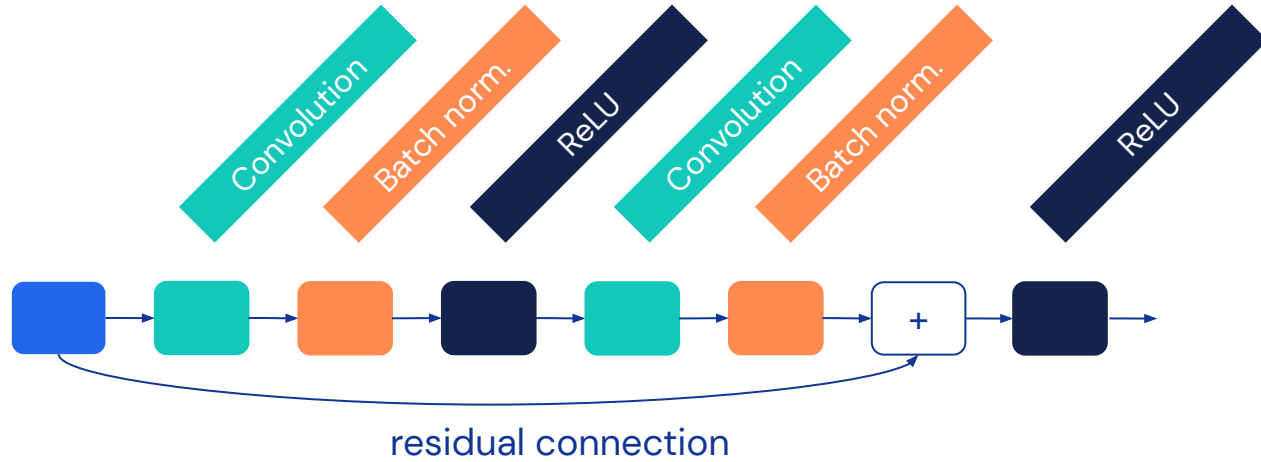 Convolution
Batch norm.
ReLU
Convolution
Batch norm.
ReLU
+
residual connection